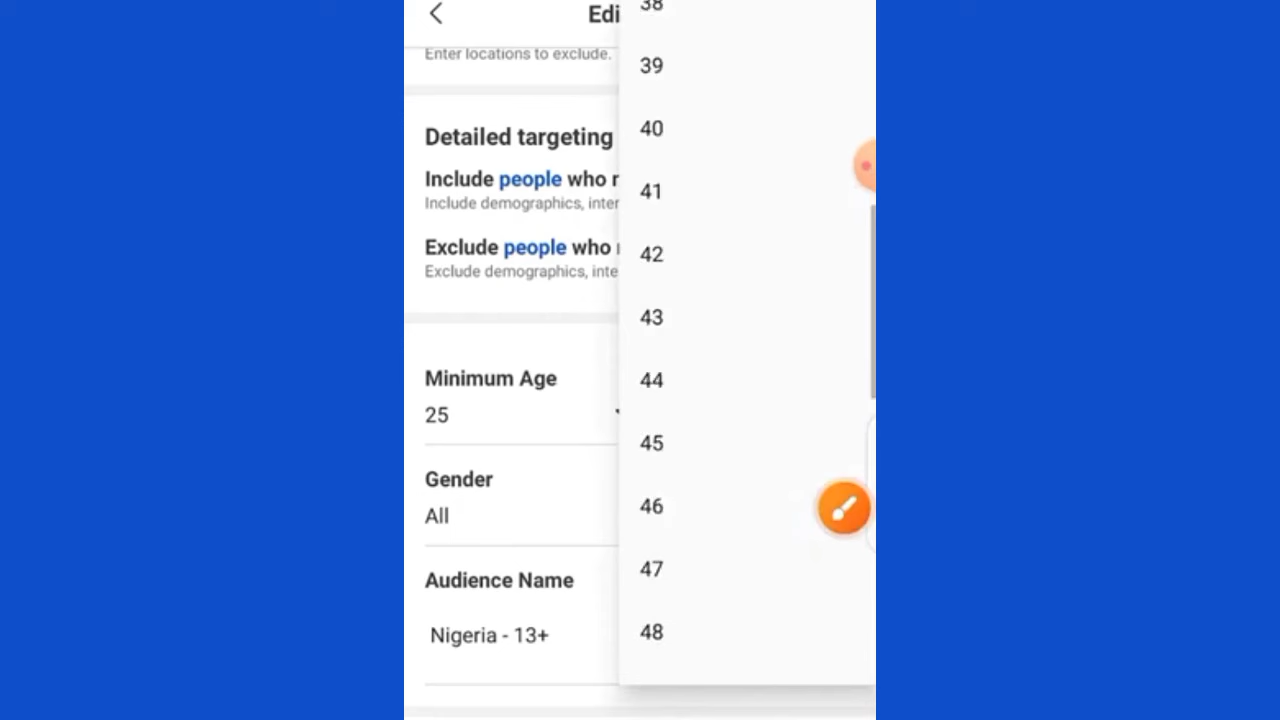 Edi
Enter locations to exclude.
Detailed targeting
Include people who
Include demographics, inter
Exclude people who
Exclude demographics, inte
Minimum Age
25
Gender
All
Audience Name
Nigeria - 13+
38
39
40
41
42
43
44
45
46
47
48